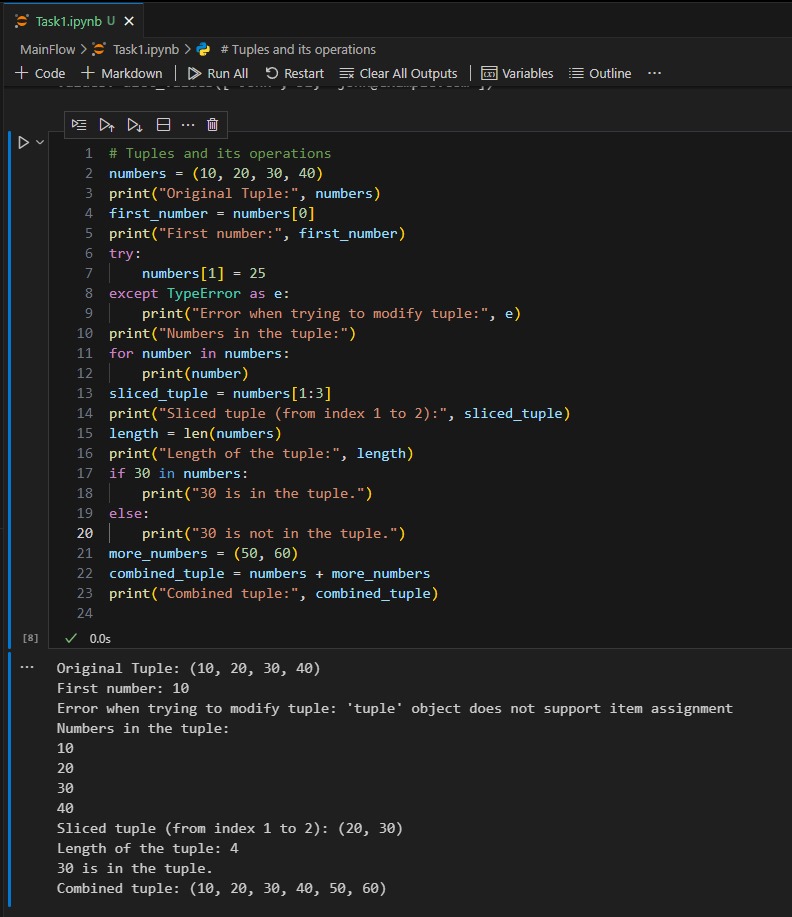 Task1.ipynb U
MainFlow > Task1.ipynb > # Tuples and its operations
+ Code + Markdown | Run All Restart Clear All Outputs | Variables Outline ...
1 # Tuples and its operations
2 numbers = (10, 20, 30, 40)
3 print("Original Tuple:", numbers)
4 first_number = numbers[0]
5 print("First number:", first_number)
6 try:
7     numbers[1] = 25
8 except TypeError as e:
9     print("Error when trying to modify tuple:", e)
10 print("Numbers in the tuple:")
11 for number in numbers:
12     print(number)
13 sliced_tuple = numbers[1:3]
14 print("Sliced tuple (from index 1 to 2):", sliced_tuple)
15 length = len(numbers)
16 print("Length of the tuple:", length)
17 if 30 in numbers:
18     print("30 is in the tuple.")
19 else:
20     print("30 is not in the tuple.")
21 more_numbers = (50, 60)
22 combined_tuple = numbers + more_numbers
23 print("Combined tuple:", combined_tuple)
24
[8] 0.0s
Original Tuple: (10, 20, 30, 40)
First number: 10
Error when trying to modify tuple: 'tuple' object does not support item assignment
Numbers in the tuple:
10
20
30
40
Sliced tuple (from index 1 to 2): (20, 30)
Length of the tuple: 4
30 is in the tuple.
Combined tuple: (10, 20, 30, 40, 50, 60)